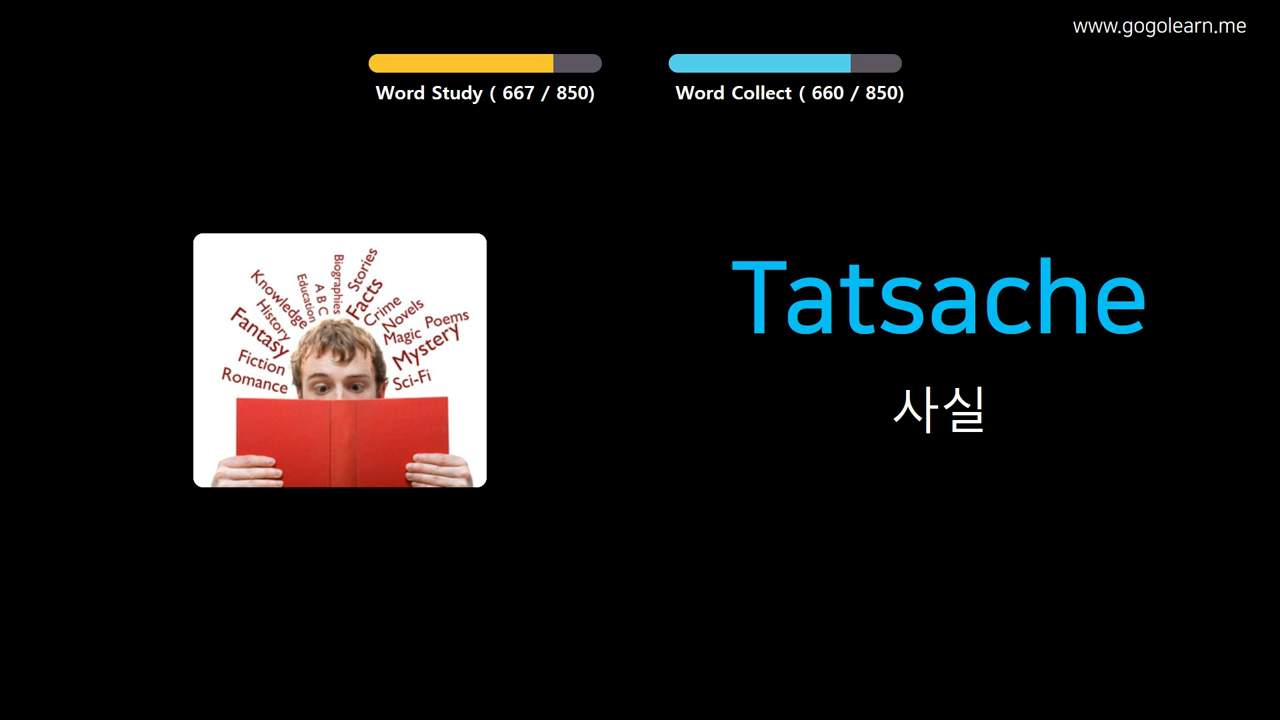 www.gogolearn.me
Word Study ( 667 / 850)
Word Collect ( 660 / 850)
Tatsache
사실
Knowledge
History
Fantasy
Fiction
Romance
Education
A B C
Biographies
Stories
Facts
Crime
Novels
Magic
Poems
Mystery
Sci-Fi